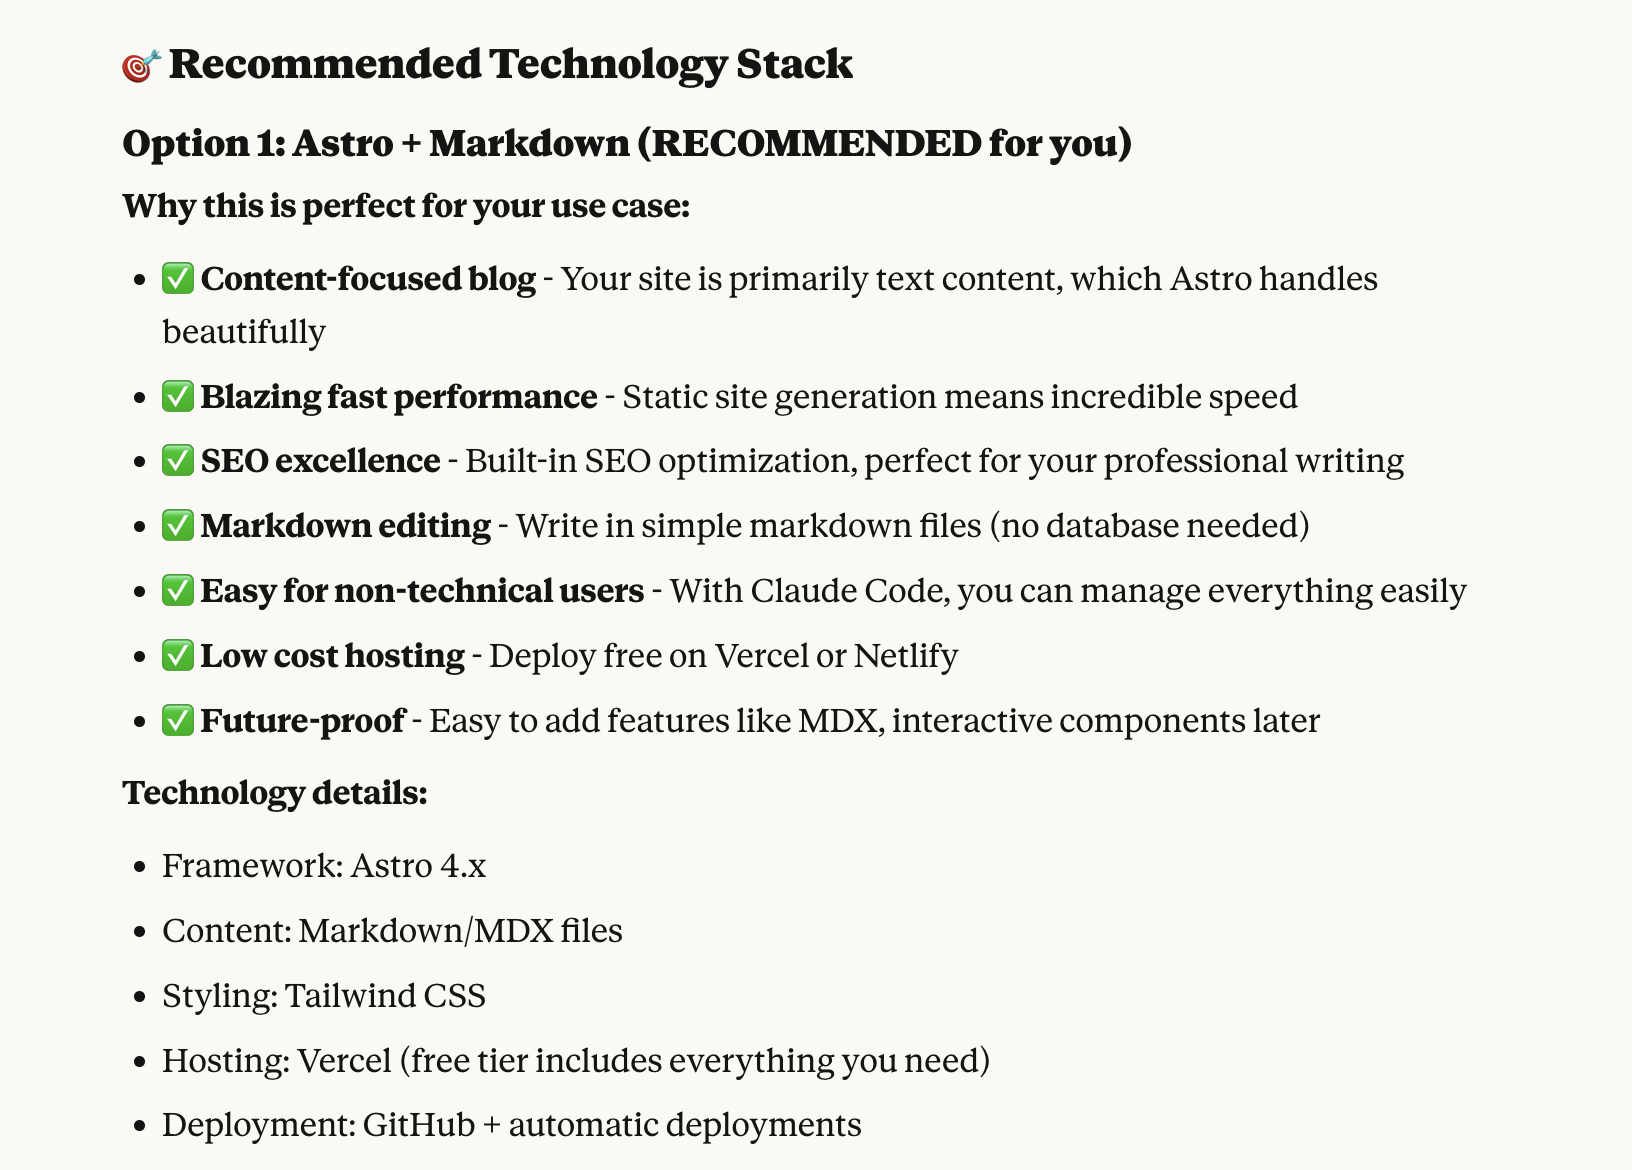 🎯 Recommended Technology Stack
Option 1: Astro + Markdown (RECOMMENDED for you)
Why this is perfect for your use case:
• ✅ Content-focused blog - Your site is primarily text content, which Astro handles
beautifully
• ✅ Blazing fast performance - Static site generation means incredible speed
• ✅ SEO excellence - Built-in SEO optimization, perfect for your professional writing
• ✅ Markdown editing - Write in simple markdown files (no database needed)
• ✅ Easy for non-technical users - With Claude Code, you can manage everything easily
• ✅ Low cost hosting - Deploy free on Vercel or Netlify
• ✅ Future-proof - Easy to add features like MDX, interactive components later
Technology details:
• Framework: Astro 4.x
• Content: Markdown/MDX files
• Styling: Tailwind CSS
• Hosting: Vercel (free tier includes everything you need)
• Deployment: GitHub + automatic deployments